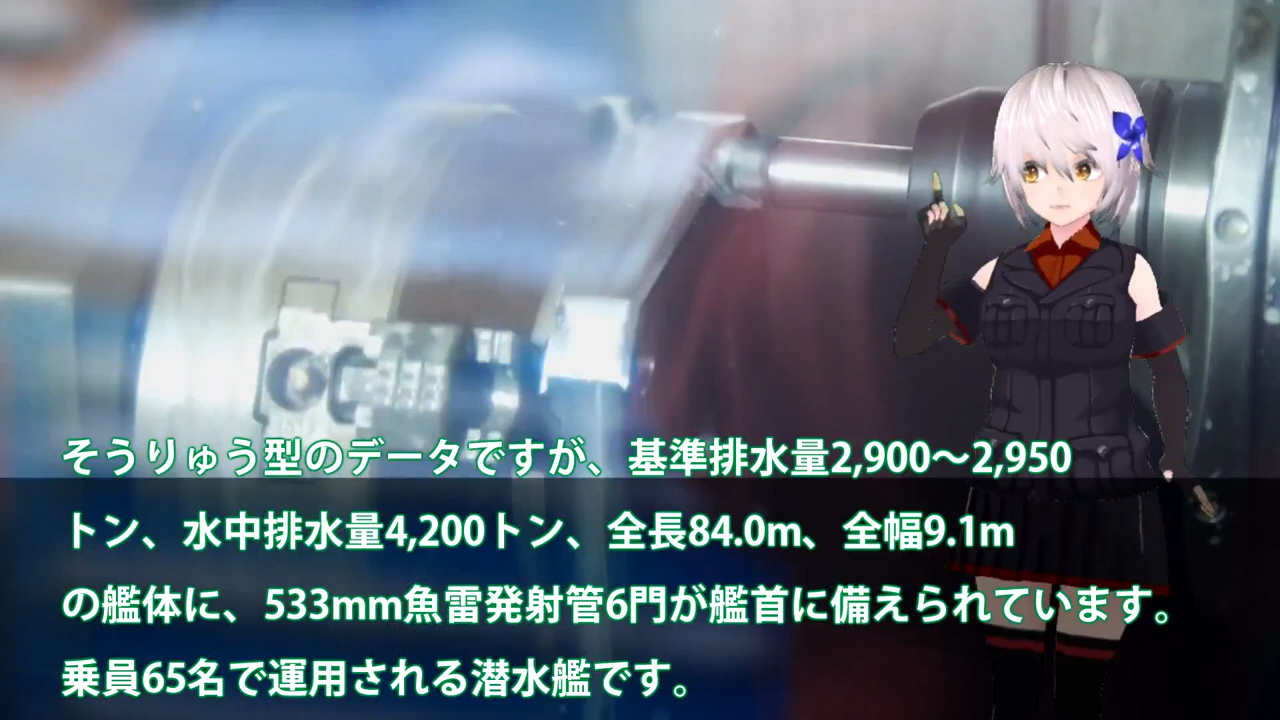 そうりゅう型のデータですが、基準排水量2,900～2,950
トン、水中排水量4,200トン、全長84.0m、全幅9.1m
の艦体に、533mm魚雷発射管6門が艦首に備えられています。
乗員65名で運用される潜水艦です。